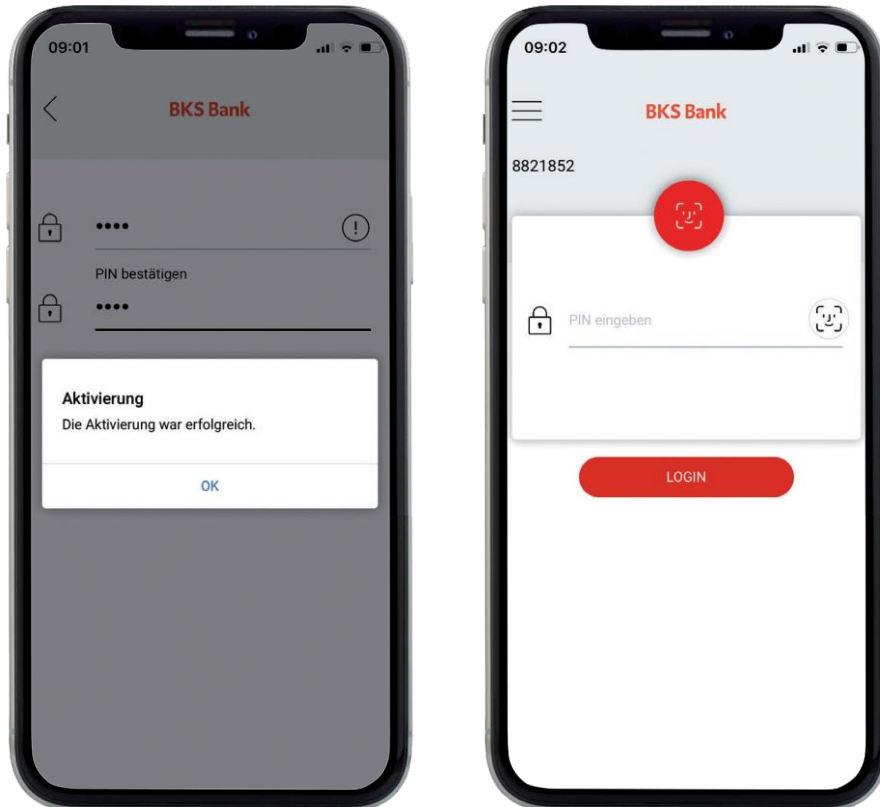 09:01
BKS Bank
••••
PIN bestätigen
••••
Aktivierung
Die Aktivierung war erfolgreich.
OK
09:02
BKS Bank
8821852
PIN eingeben
LOGIN